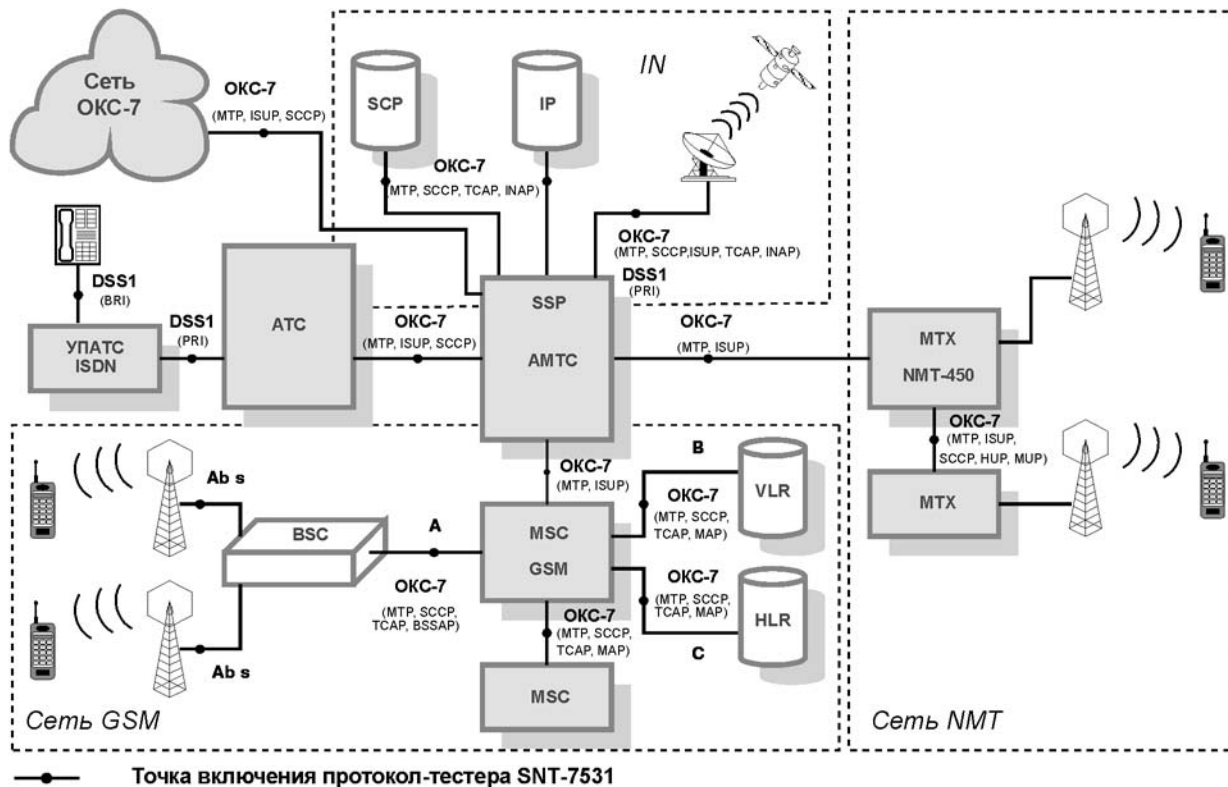 Сеть
ОКС-7
ОКС-7
(MTP, ISUP, SCCP)
SCP
IP
IN
ОКС-7
(MTP, SCCP, TCAP, INAP)
ОКС-7
(MTP, SCCP,ISUP, TCAP, INAP)
DSS1
(PRI)
DSS1
(BRI)
УПАТС
ISDN
DSS1
(PRI)
АТС
ОКС-7
(MTP, ISUP, SCCP)
SSP
АМТС
ОКС-7
(MTP, ISUP)
MTX
NMT-450
ОКС-7
(MTP, ISUP,
SCCP, HUP, MUP)
MTX
Сеть NMT
ОКС-7
(MTP, ISUP)
Ab s
BSC
A
ОКС-7
(MTP, SCCP,
TCAP, BSSAP)
Ab s
MSC
GSM
B
ОКС-7
(MTP, SCCP,
TCAP, MAP)
VLR
ОКС-7
(MTP, SCCP,
TCAP, MAP)
C
HLR
ОКС-7
(MTP, SCCP,
TCAP, MAP)
MSC
Сеть GSM
Точка включения протокол-тестера SNT-7531